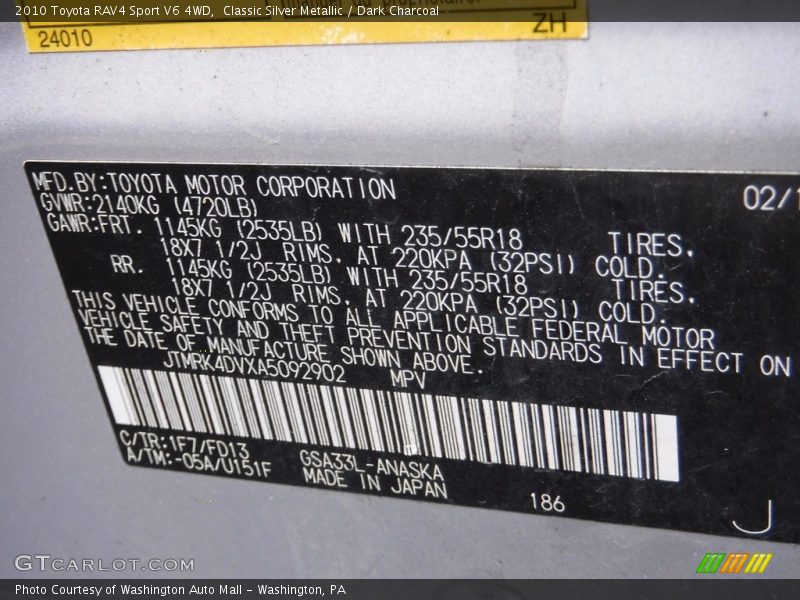 2010 Toyota RAV4 Sport V6 4WD, Classic Silver Metallic / Dark Charcoal
24010
ZH
MFD.BY:TOYOTA MOTOR CORPORATION 02/1
GVWR:2140KG (4720LB)
GAWR:FRT. 1145KG (2535LB) WITH 235/55R18 TIRES.
18X7 1/2J RIMS. AT 220KPA (32PSI) COLD.
RR. 1145KG (2535LB) WITH 235/55R18 TIRES.
18X7 1/2J RIMS. AT 220KPA (32PSI) COLD.
THIS VEHICLE CONFORMS TO ALL APPLICABLE FEDERAL MOTOR
VEHICLE SAFETY AND THEFT PREVENTION STANDARDS IN EFFECT ON
THE DATE OF MANUFACTURE SHOWN ABOVE.
JTMRK4DVXA5092902 MPV
C/TR:1F7/FD13
A/TM:-05A/U151F
GSA33L-ANASKA
MADE IN JAPAN
186
J
GTCARLOT.COM
Photo Courtesy of Washington Auto Mall - Washington, PA